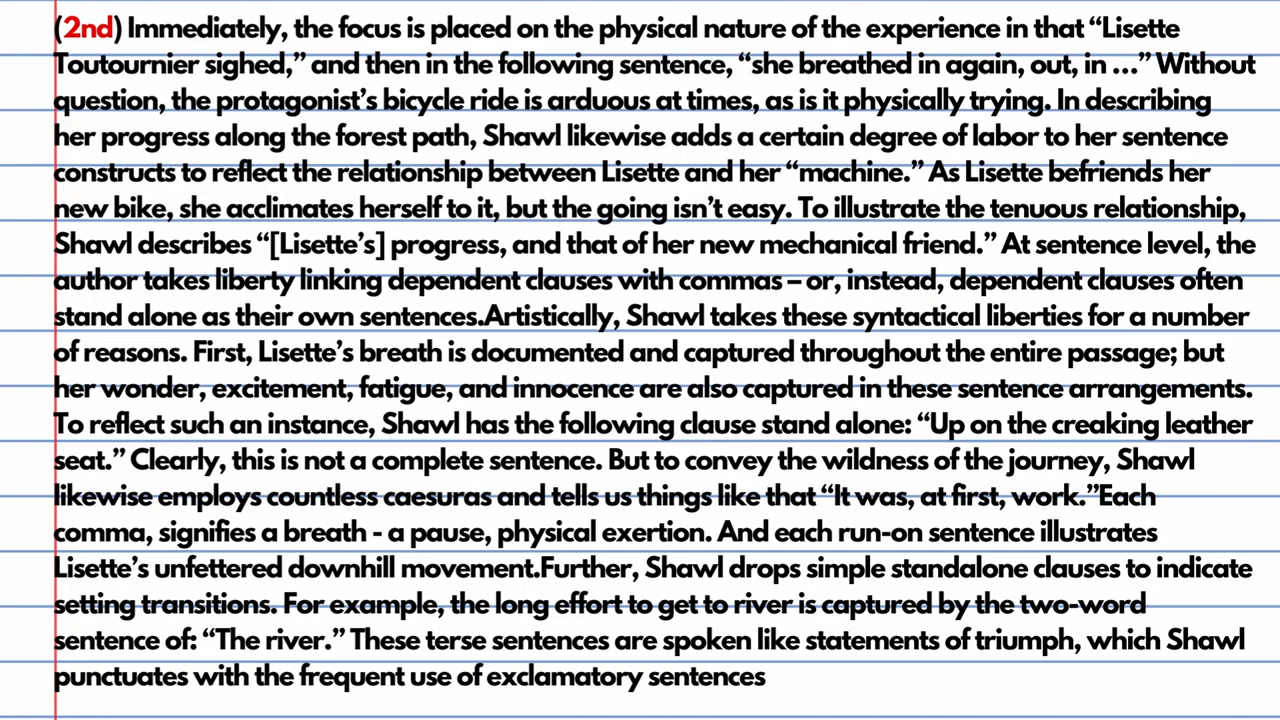 (2nd) Immediately, the focus is placed on the physical nature of the experience in that “Lisette
Toutournier sighed,” and then in the following sentence, “she breathed in again, out, in ...” Without
question, the protagonist’s bicycle ride is arduous at times, as is it physically trying. In describing
her progress along the forest path, Shawl likewise adds a certain degree of labor to her sentence
constructs to reflect the relationship between Lisette and her “machine.” As Lisette befriends her
new bike, she acclimates herself to it, but the going isn’t easy. To illustrate the tenuous relationship,
Shawl describes “[Lisette’s] progress, and that of her new mechanical friend.” At sentence level, the
author takes liberty linking dependent clauses with commas – or, instead, dependent clauses often
stand alone as their own sentences.Artistically, Shawl takes these syntactical liberties for a number
of reasons. First, Lisette’s breath is documented and captured throughout the entire passage; but
her wonder, excitement, fatigue, and innocence are also captured in these sentence arrangements.
To reflect such an instance, Shawl has the following clause stand alone: “Up on the creaking leather
seat.” Clearly, this is not a complete sentence. But to convey the wildness of the journey, Shawl
likewise employs countless caesuras and tells us things like that “It was, at first, work.”Each
comma, signifies a breath - a pause, physical exertion. And each run-on sentence illustrates
Lisette’s unfettered downhill movement.Further, Shawl drops simple standalone clauses to indicate
setting transitions. For example, the long effort to get to river is captured by the two-word
sentence of: “The river.” These terse sentences are spoken like statements of triumph, which Shawl
punctuates with the frequent use of exclamatory sentences